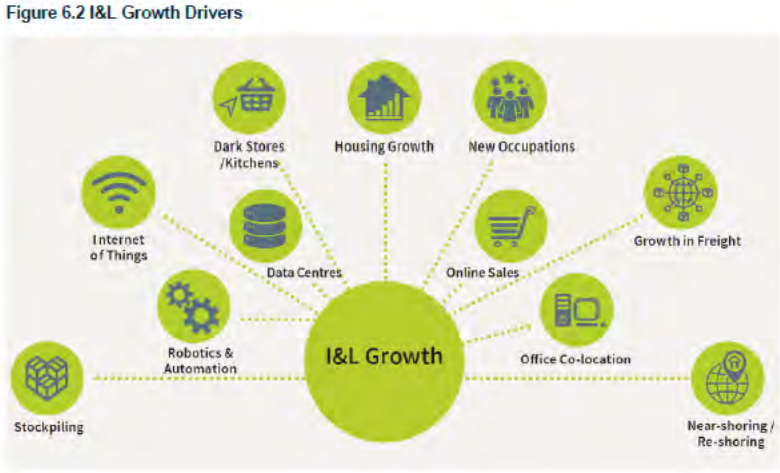 Figure 6.2 I&L Growth Drivers
Dark Stores
/Kitchens
Housing Growth
New Occupations
Internet
of Things
Data Centres
Online Sales
Growth in Freight
Robotics &
Automation
I&L Growth
Office Co-location
Stockpiling
Near-shoring /
Re-shoring